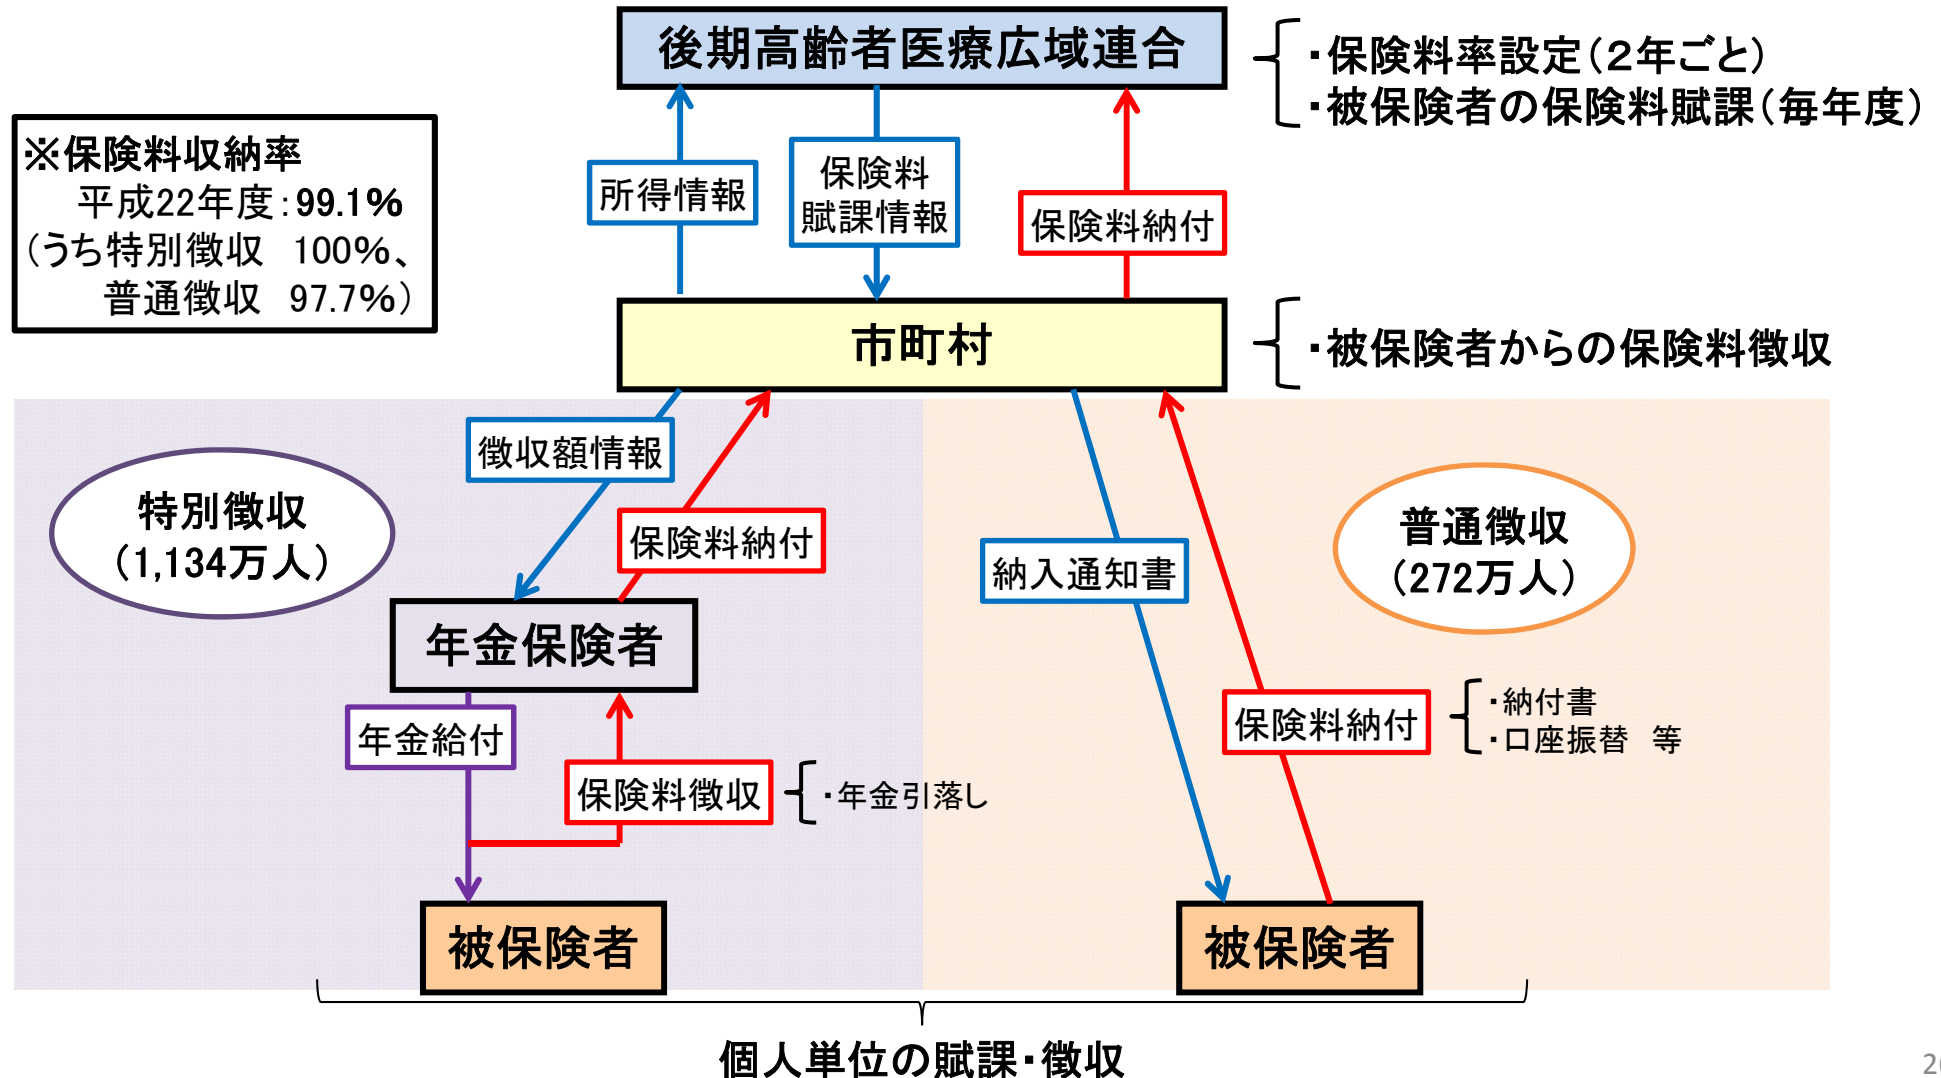 後期高齢者医療広域連合
・保険料率設定（２年ごと）
・被保険者の保険料賦課（毎年度）
※保険料収納率
平成22年度：99.1%
（うち特別徴収　100%、
普通徴収　97.7%）
所得情報
保険料
賦課情報
保険料納付
市町村
・被保険者からの保険料徴収
徴収額情報
特別徴収
（1,134万人）
保険料納付
納入通知書
普通徴収
（272万人）
年金保険者
年金給付
保険料徴収
・年金引落し
保険料納付
・納付書
・口座振替　等
被保険者
被保険者
個人単位の賦課・徴収